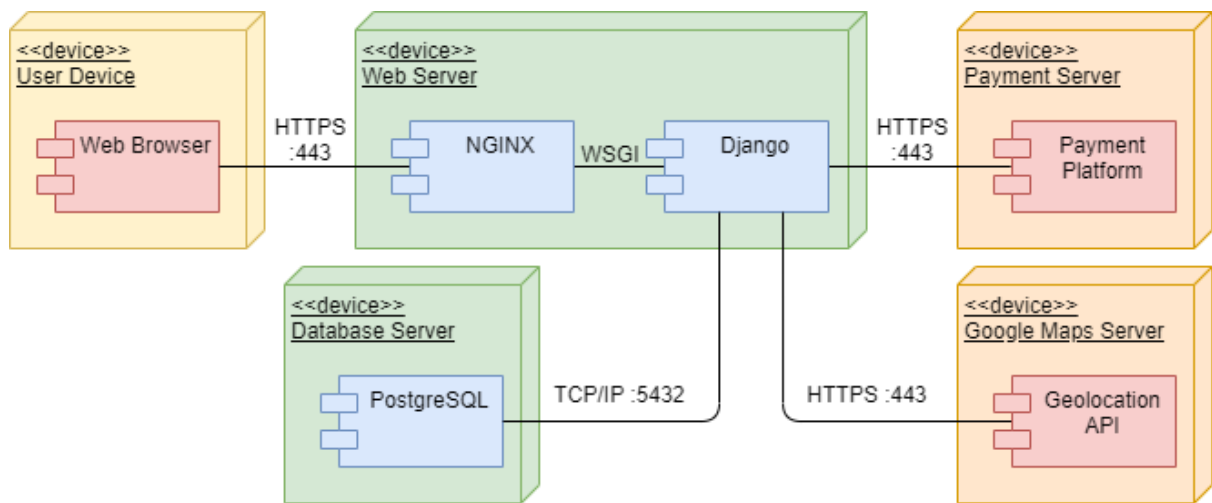 <<device>>
User Device
Web Browser
HTTPS
:443
<<device>>
Web Server
NGINX
WSGI
Django
HTTPS
:443
<<device>>
Payment Server
Payment
Platform
<<device>>
Database Server
PostgreSQL
TCP/IP :5432
HTTPS :443
<<device>>
Google Maps Server
Geolocation
API